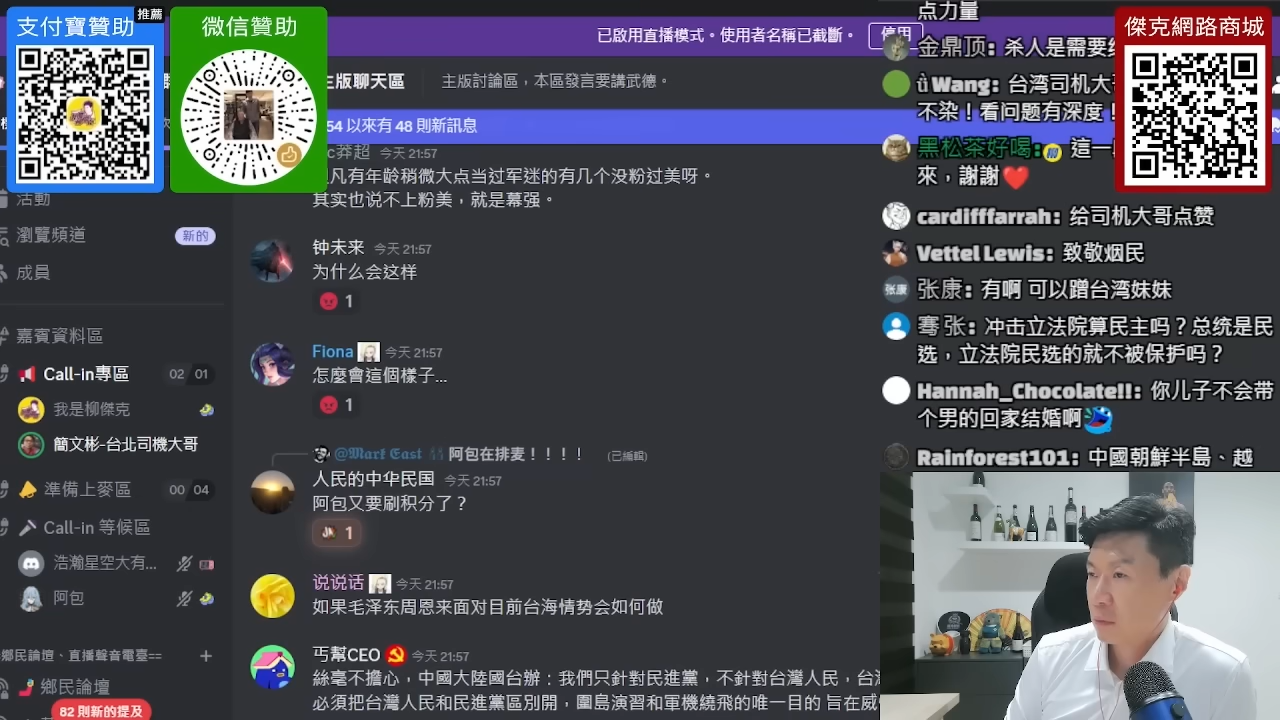 支付寶贊助
推薦
微信贊助
已啟用直播模式。使用者名稱已截斷。
停用
傑克網路商城
主版聊天區
主版討論區，本區發言要講武德。
54 以來有 48 則新訊息
活動
瀏覽頻道
新的
成員
嘉賓資料區
Call-in專區
02 01
我是柳傑克
簡文彬-台北司機大哥
準備上麥區
00 04
Call-in 等候區
浩瀚星空大有...
阿包
鄉民論壇、直播聲音電臺==
鄉民論壇
82 則新的提及
c莽超 今天 21:57
凡有年龄稍微大点当过军迷的有几个没粉过美呀。
其实也说不上粉美，就是幕强。
钟未来 今天 21:57
为什么会这样
1
Fiona 今天 21:57
怎麼會這個樣子...
1
@𝕸𝖆𝖗𝖐 𝕰𝖆𝖘𝖙 阿包在排麦！！！！ (已編輯)
人民的中华民国 今天 21:57
阿包又要刷积分了？
1
说说话 今天 21:57
如果毛泽东周恩来面对目前台海情势会如何做
丐幫CEO 今天 21:57
絲毫不擔心，中國大陸國台辦：我們只針對民進黨，不針對台灣人民，台
必須把台灣人民和民進黨區別開，圍島演習和軍機繞飛的唯一目的 旨在威
点力量
金鼎顶: 杀人是需要
Wang: 台湾司机大
不染！看问题有深度！
黑松茶好喝: 這一
來，謝謝❤️
cardifffarrah: 给司机大哥点赞
Vettel Lewis: 致敬烟民
张康
张康: 有啊 可以蹭台湾妹妹
骞 张: 冲击立法院算民主吗？总统是民
选，立法院民选的就不被保护吗？
Hannah_Chocolate!!: 你儿子不会带
个男的回家结婚啊
Rainforest101: 中國朝鮮半島、越